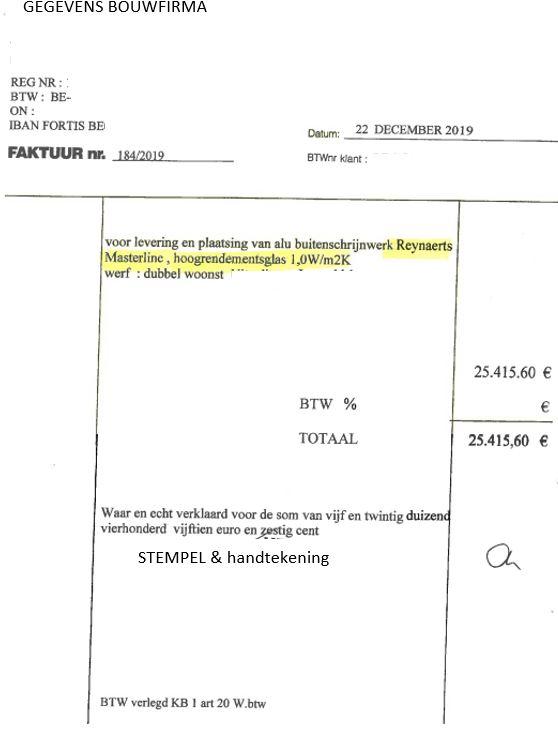 GEGEVENS BOUWFIRMA
REG NR :
BTW : BE-
ON :
IBAN FORTIS BE
Datum: 22 DECEMBER 2019
FAKTUUR nr. 184/2019
BTWnr klant :
voor levering en plaatsing van alu buitenschrijnwerk Reynaerts
Masterline , hoogrendementsglas 1,0W/m2K
werf : dubbel woonst
25.415.60 €
BTW % €
TOTAAL 25.415,60 €
Waar en echt verklaard voor de som van vijf en twintig duizend
vierhonderd vijftien euro en zestig cent
STEMPEL & handtekening
BTW verlegd KB 1 art 20 W.btw